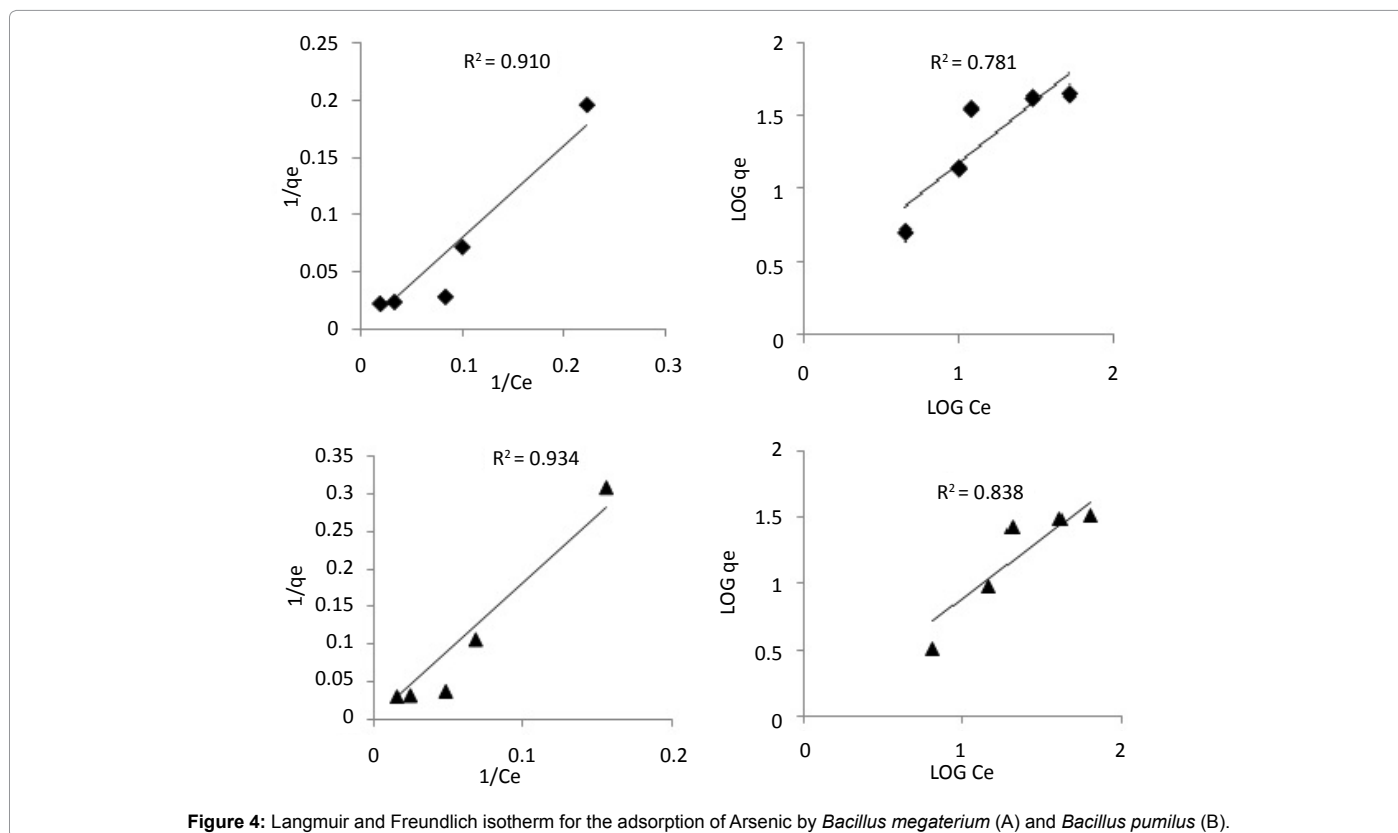 0.25
0.2
0.15
0.1
0.05
0
1/qe
R² = 0.910
0 0.1 0.2 0.3
1/Ce
2
1.5
1
0.5
0
LOG qe
R² = 0.781
0 1 2
LOG Ce
0.35
0.3
0.25
0.2
0.15
0.1
0.05
0
1/qe
R² = 0.934
0 0.1 0.2
1/Ce
2
1.5
1
0.5
0
LOG qe
R² = 0.838
0 1 2
LOG Ce
Figure 4: Langmuir and Freundlich isotherm for the adsorption of Arsenic by Bacillus megaterium (A) and Bacillus pumilus (B).